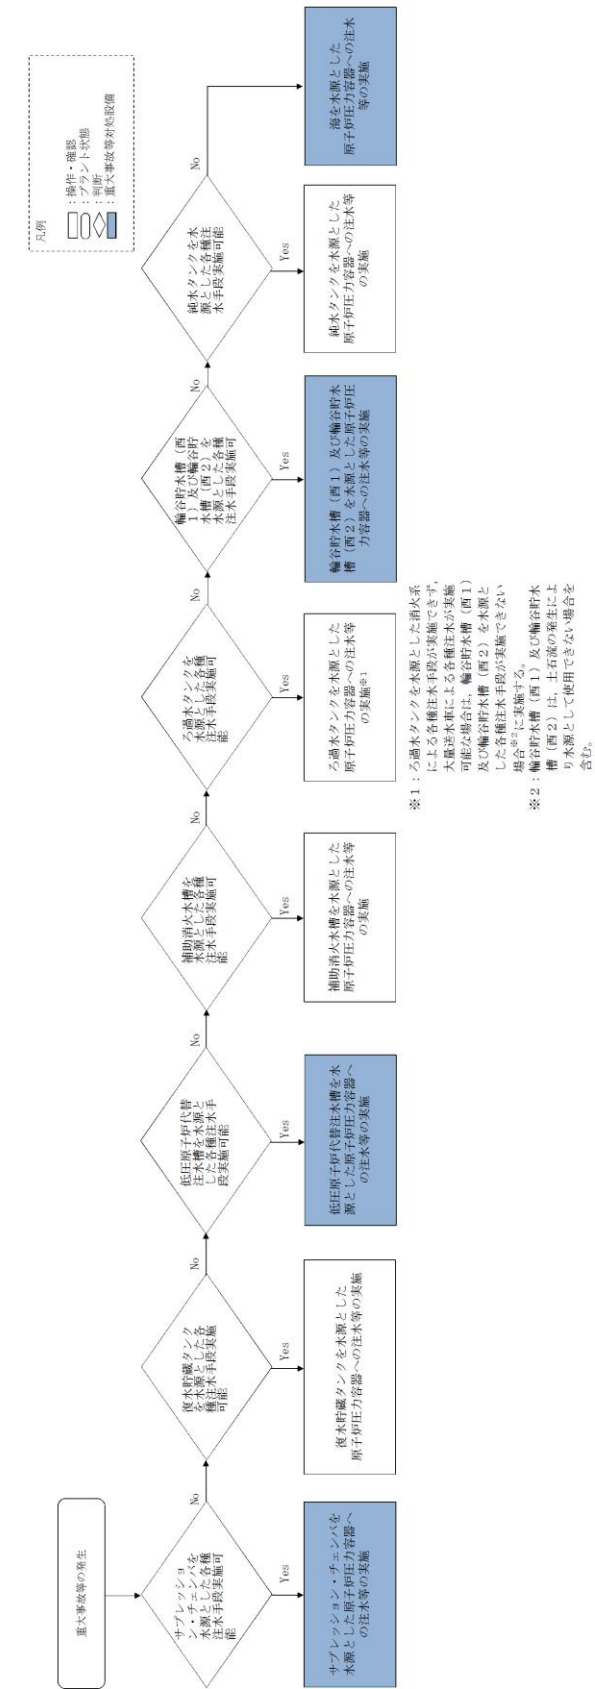 重大事故等の発生
サプレッショ
ン・チェンバを
水源とした各種
注水手段実施可
能
No
Yes
サプレッション・チェンバを
水源とした原子炉圧力容器へ
の注水等の実施
復水貯蔵タンク
を水源とした各
種注水手段実施
可能
No
Yes
復水貯蔵タンクを水源とした
原子炉圧力容器への注水等の実施
低圧原子炉代替
注水槽を水源と
した各種注水手
段実施可能
No
Yes
低圧原子炉代替注水槽を水
源とした原子炉圧力容器へ
の注水等の実施
補助消火水槽を
水源とした各種
注水手段実施可
能
No
Yes
補助消火水槽を水源とした
原子炉圧力容器への注水等
の実施
ろ過水タンクを
水源とした各種
注水手段実施可
能
No
Yes
ろ過水タンクを水源とした
原子炉圧力容器への注水等
の実施※1
輪谷貯水槽(西
1)及び輪谷貯
水槽(西2)を
水源とした各種
注水手段実施可
能
No
Yes
輪谷貯水槽(西1)及び輪谷貯水
槽(西2)を水源とした原子炉圧
力容器への注水等の実施
純水タンクを水
源とした各種注
水手段実施可能
No
Yes
純水タンクを水源とした
原子炉圧力容器への注水等
の実施
海を水源とした
原子炉圧力容器への注水
等の実施
凡例
:操作・確認
:プラント状態
:判断
:重大事故等対処設備
※1:ろ過水タンクを水源とした消火系
による各種注水手段が実施できず,
大量送水車による各種注水が実施
可能な場合は,輪谷貯水槽(西1)
及び輪谷貯水槽(西2)を水源と
した各種注水手段が実施できない
場合※2に実施する。
※2:輪谷貯水槽(西1)及び輪谷貯水
槽(西2)は,土石流の発生によ
り水源として使用できない場合を
含む。